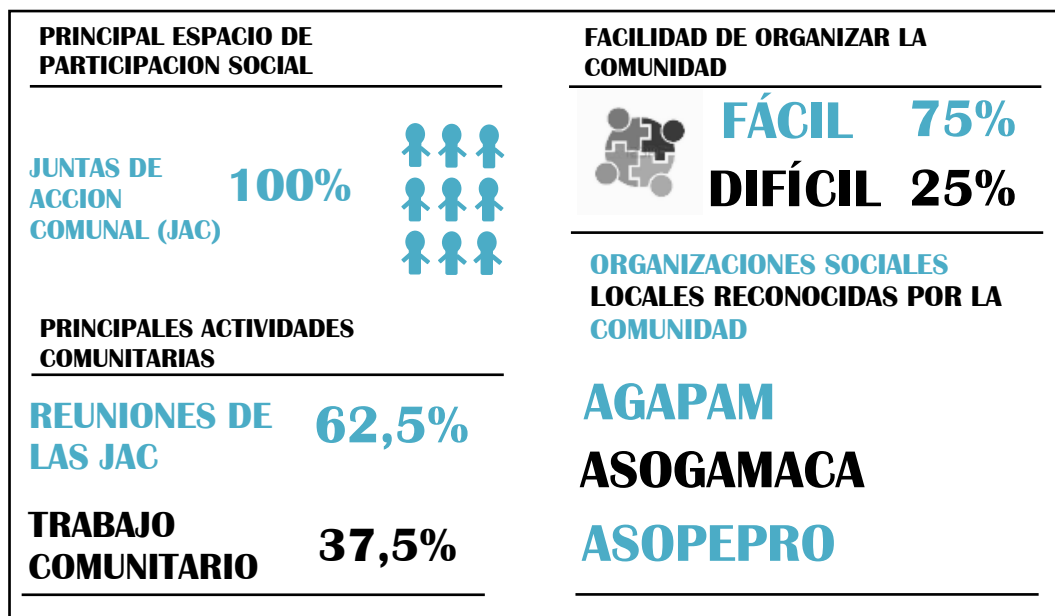 PRINCIPAL ESPACIO DE
PARTICIPACION SOCIAL
JUNTAS DE
ACCION
COMUNAL (JAC)
100%
PRINCIPALES ACTIVIDADES
COMUNITARIAS
REUNIONES DE
LAS JAC
62,5%
TRABAJO
COMUNITARIO
37,5%
FACILIDAD DE ORGANIZAR LA
COMUNIDAD
FÁCIL 75%
DIFÍCIL 25%
ORGANIZACIONES SOCIALES
LOCALES RECONOCIDAS POR LA
COMUNIDAD
AGAPAM
ASOGAMACA
ASOPEPRO